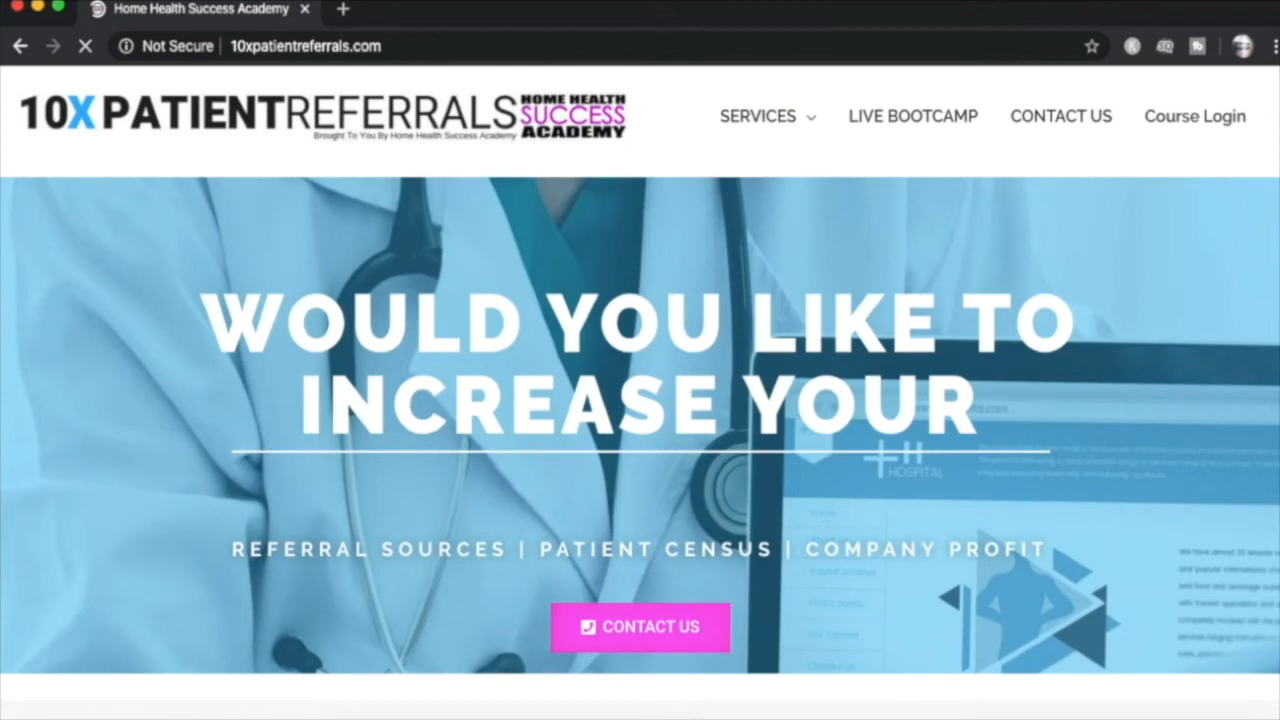 Home Health Success Academy
Not Secure
10xpatientreferrals.com
10X PATIENTREFERRALS
Brought To You By Home Health Success Academy
HOME HEALTH
SUCCESS
ACADEMY
SERVICES
LIVE BOOTCAMP
CONTACT US
Course Login
WOULD YOU LIKE TO
INCREASE YOUR
REFERRAL SOURCES | PATIENT CENSUS | COMPANY PROFIT
CONTACT US
HOSPITAL